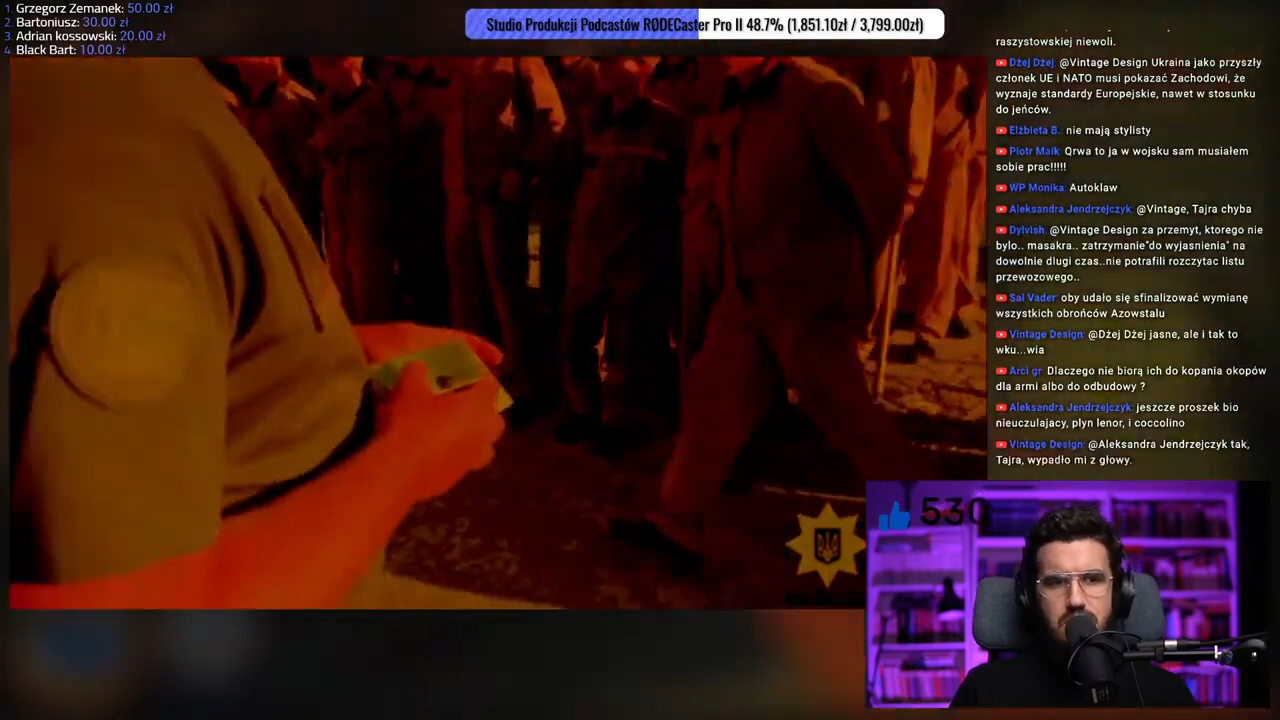 1. Grzegorz Zemanek: 50.00 zł
2. Bartoniusz: 30.00 zł
3. Adrian kossowski: 20.00 zł
4. Black Bart: 10.00 zł
Studio Produkcji Podcastów RØDECaster Pro II 48.7% (1,851.10zł / 3,799.00zł)
raszystowskiej niewoli.
Dżej Dżej: @Vintage Design Ukraina jako przyszły
członek UE i NATO musi pokazać Zachodowi, że
wyznaje standardy Europejskie, nawet w stosunku
do jeńców.
Elżbieta B.: nie mają stylisty
Piotr Maik: Qrwa to ja w wojsku sam musiałem
sobie prac!!!!!
WP Monika: Autokław
Aleksandra Jendrzejczyk: @Vintage, Tajra chyba
Dylvish: @Vintage Design za przemyt, ktorego nie
bylo.. masakra.. zatrzymanie"do wyjasnienia" na
dowolnie dlugi czas..nie potrafili rozczytac listu
przewozowego..
Sal Vader: oby udało się sfinalizować wymianę
wszystkich obrońców Azowstalu
Vintage Design: @Dżej Dżej jasne, ale i tak to
wku...wia
Arci gr: Dlaczego nie biorą ich do kopania okopów
dla armi albo do odbudowy ?
Aleksandra Jendrzejczyk: jeszcze proszek bio
nieuczulajacy, plyn lenor, i coccolino
Vintage Design: @Aleksandra Jendrzejczyk tak,
Tajra, wypadło mi z głowy.
530